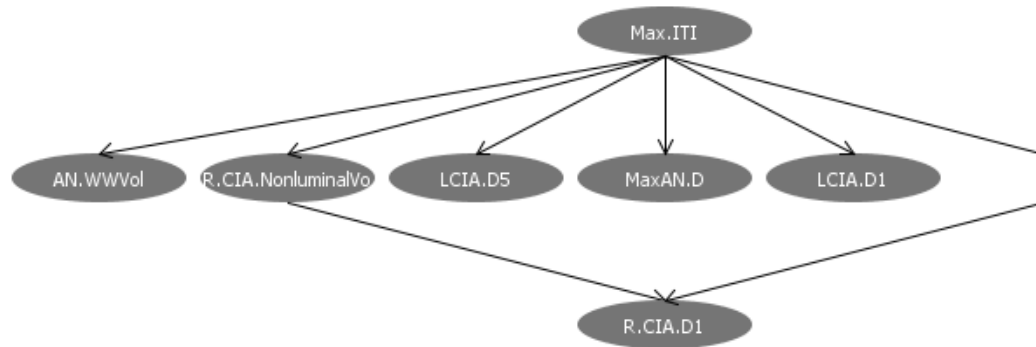 Max.ITI
AN.WWVol
R.CIA.NonluminalVo
LCIA.D5
MaxAN.D
LCIA.D1
R.CIA.D1